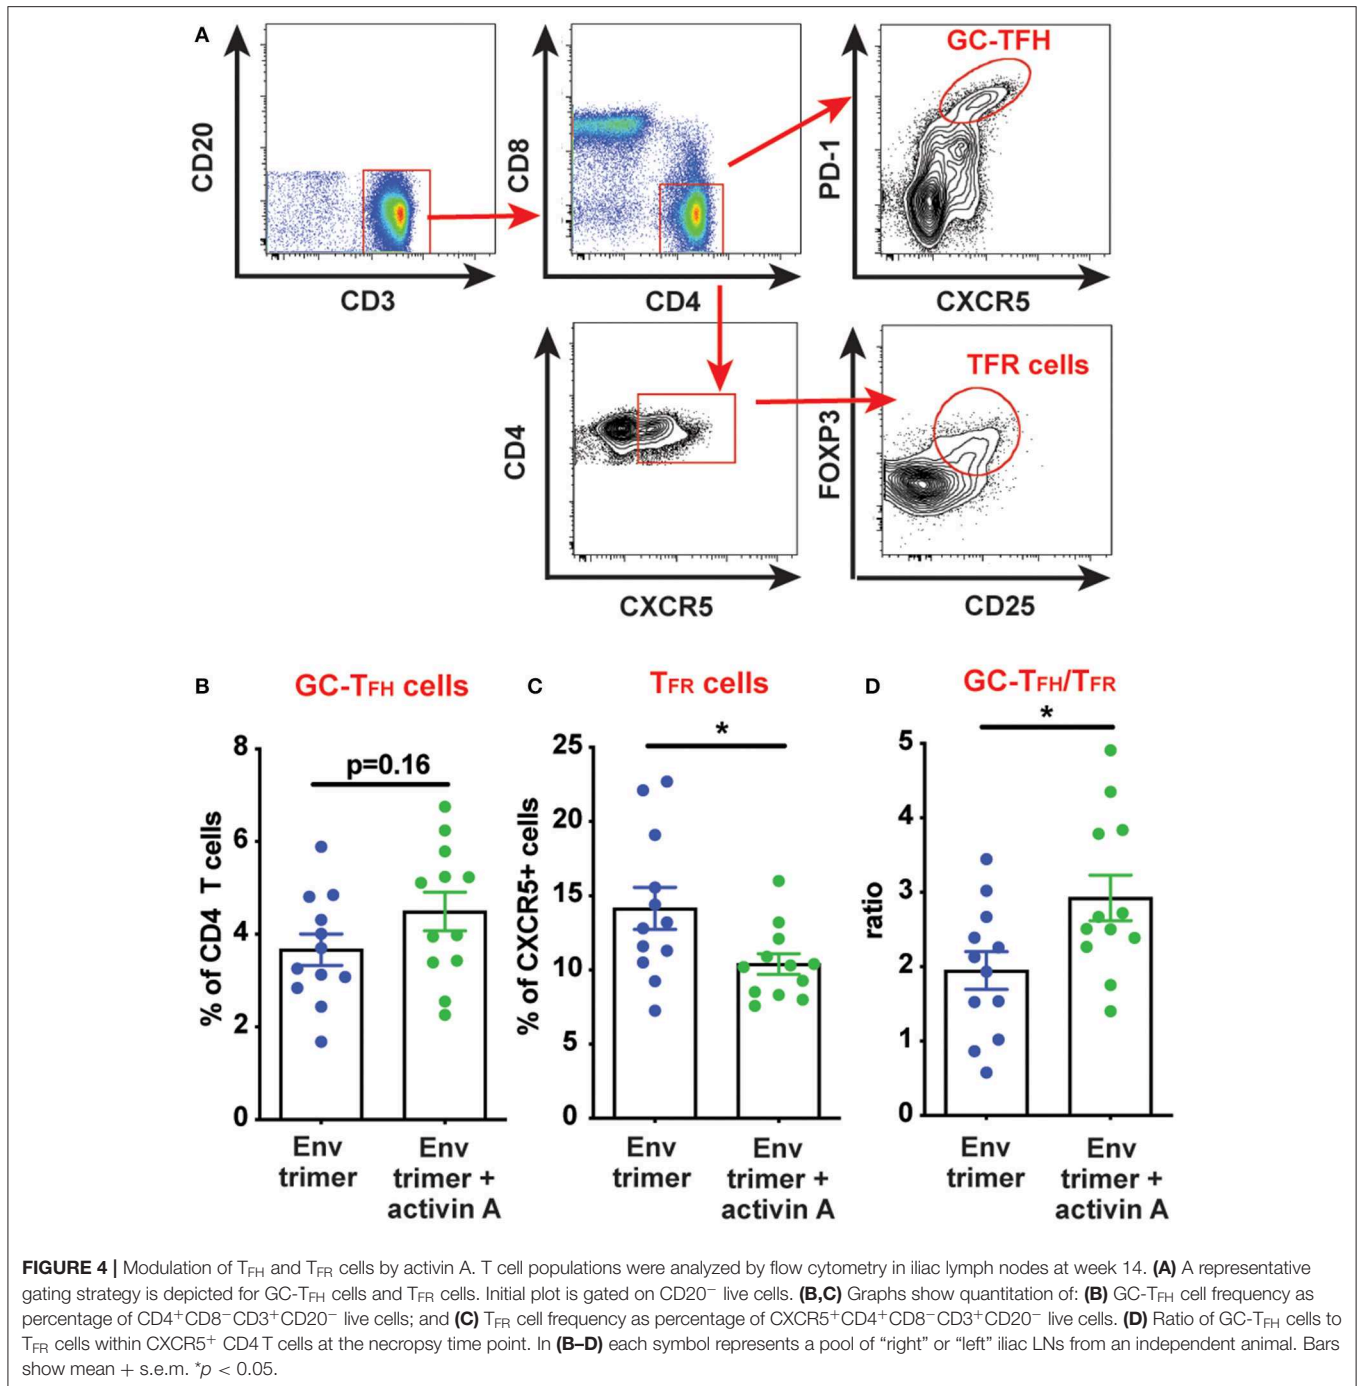 A
CD20
CD3
CD8
CD4
GC-TFH
PD-1
CXCR5
CD4
CXCR5
TFR cells
FOXP3
CD25
B
GC-TFH cells
% of CD4 T cells
8
6
4
2
0
p=0.16
Env
trimer
Env
trimer +
activin A
C
TFR cells
% of CXCR5+ cells
25
20
15
10
5
0
*
Env
trimer
Env
trimer +
activin A
D
GC-TFH/TFR
ratio
5
4
3
2
1
0
*
Env
trimer
Env
trimer +
activin A
FIGURE 4 | Modulation of TFH and TFR cells by activin A. T cell populations were analyzed by flow cytometry in iliac lymph nodes at week 14. (A) A representative
gating strategy is depicted for GC-TFH cells and TFR cells. Initial plot is gated on CD20− live cells. (B,C) Graphs show quantitation of: (B) GC-TFH cell frequency as
percentage of CD4+CD8−CD3+CD20− live cells; and (C) TFR cell frequency as percentage of CXCR5+CD4+CD8−CD3+CD20− live cells. (D) Ratio of GC-TFH cells to
TFR cells within CXCR5+ CD4 T cells at the necropsy time point. In (B–D) each symbol represents a pool of “right” or “left” iliac LNs from an independent animal. Bars
show mean + s.e.m. *p < 0.05.